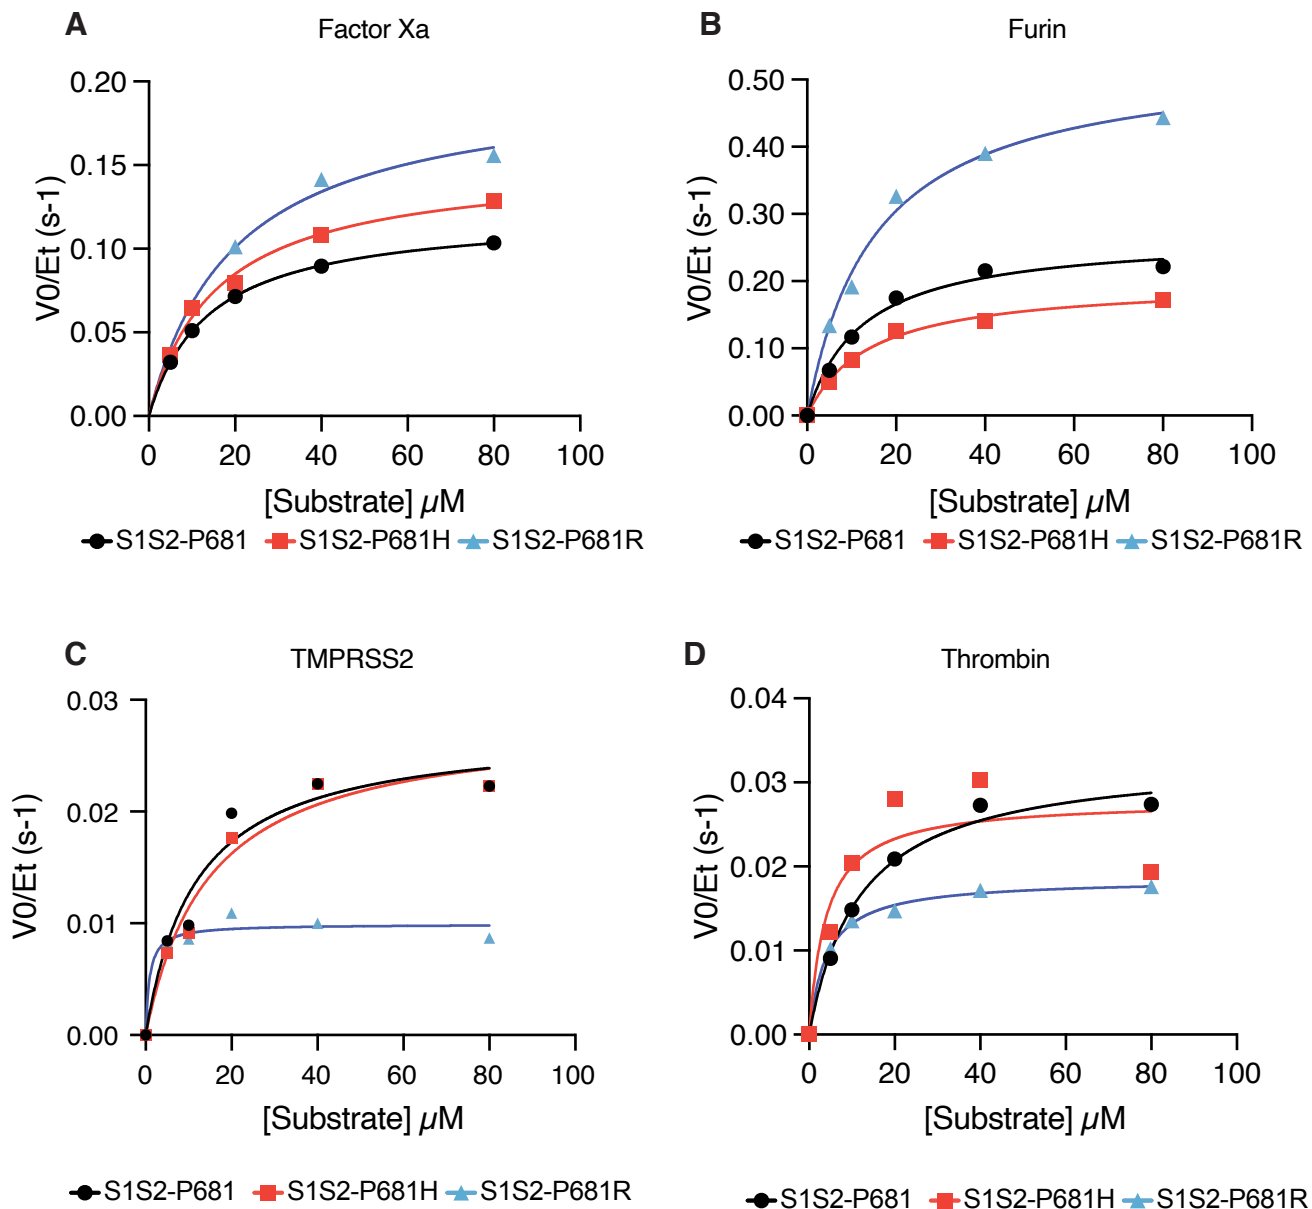 A
Factor Xa
0.20
0.15
0.10
0.05
0.00
V0/Et (s-1)
0 20 40 60 80 100
[Substrate] µM
S1S2-P681 S1S2-P681H S1S2-P681R
B
Furin
0.50
0.40
0.30
0.20
0.10
0.00
V0/Et (s-1)
0 20 40 60 80 100
[Substrate] µM
S1S2-P681 S1S2-P681H S1S2-P681R
C
TMPRSS2
0.03
0.02
0.01
0.00
V0/Et (s-1)
0 20 40 60 80 100
[Substrate] µM
S1S2-P681 S1S2-P681H S1S2-P681R
D
Thrombin
0.04
0.03
0.02
0.01
0.00
V0/Et (s-1)
0 20 40 60 80 100
[Substrate] µM
S1S2-P681 S1S2-P681H S1S2-P681R